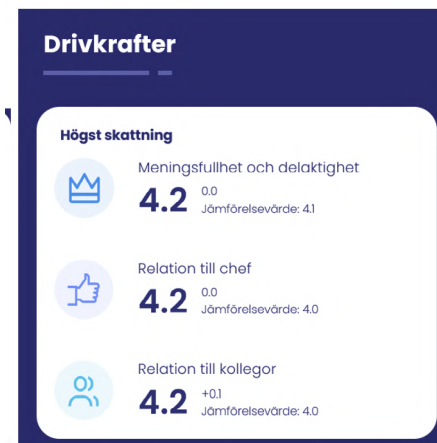 Drivkrafter
Högst skattning
Meningsfullhet och delaktighet
4.2
0.0
Jämförelsevärde: 4.1
Relation till chef
4.2
0.0
Jämförelsevärde: 4.0
Relation till kollegor
4.2
+0.1
Jämförelsevärde: 4.0